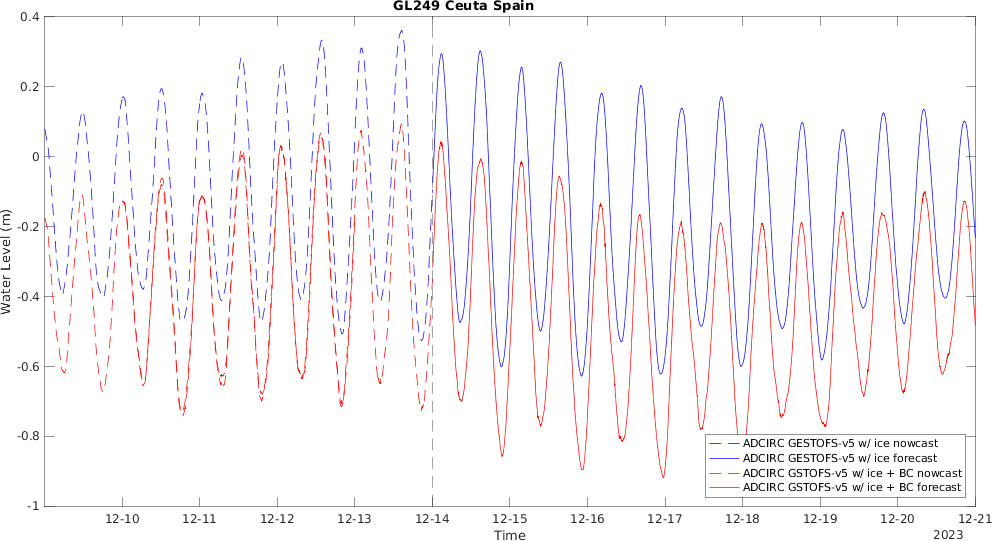 GL249 Ceuta Spain
0.4
0.2
0
-0.2
-0.4
-0.6
-0.8
-1
Water Level (m)
ADCIRC GESTOFS-v5 w/ ice nowcast
ADCIRC GESTOFS-v5 w/ ice forecast
ADCIRC GSTOFS-v5 w/ ice + BC nowcast
ADCIRC GSTOFS-v5 w/ ice + BC forecast
12-10 12-11 12-12 12-13 12-14 12-15 12-16 12-17 12-18 12-19 12-20 12-21
Time
2023